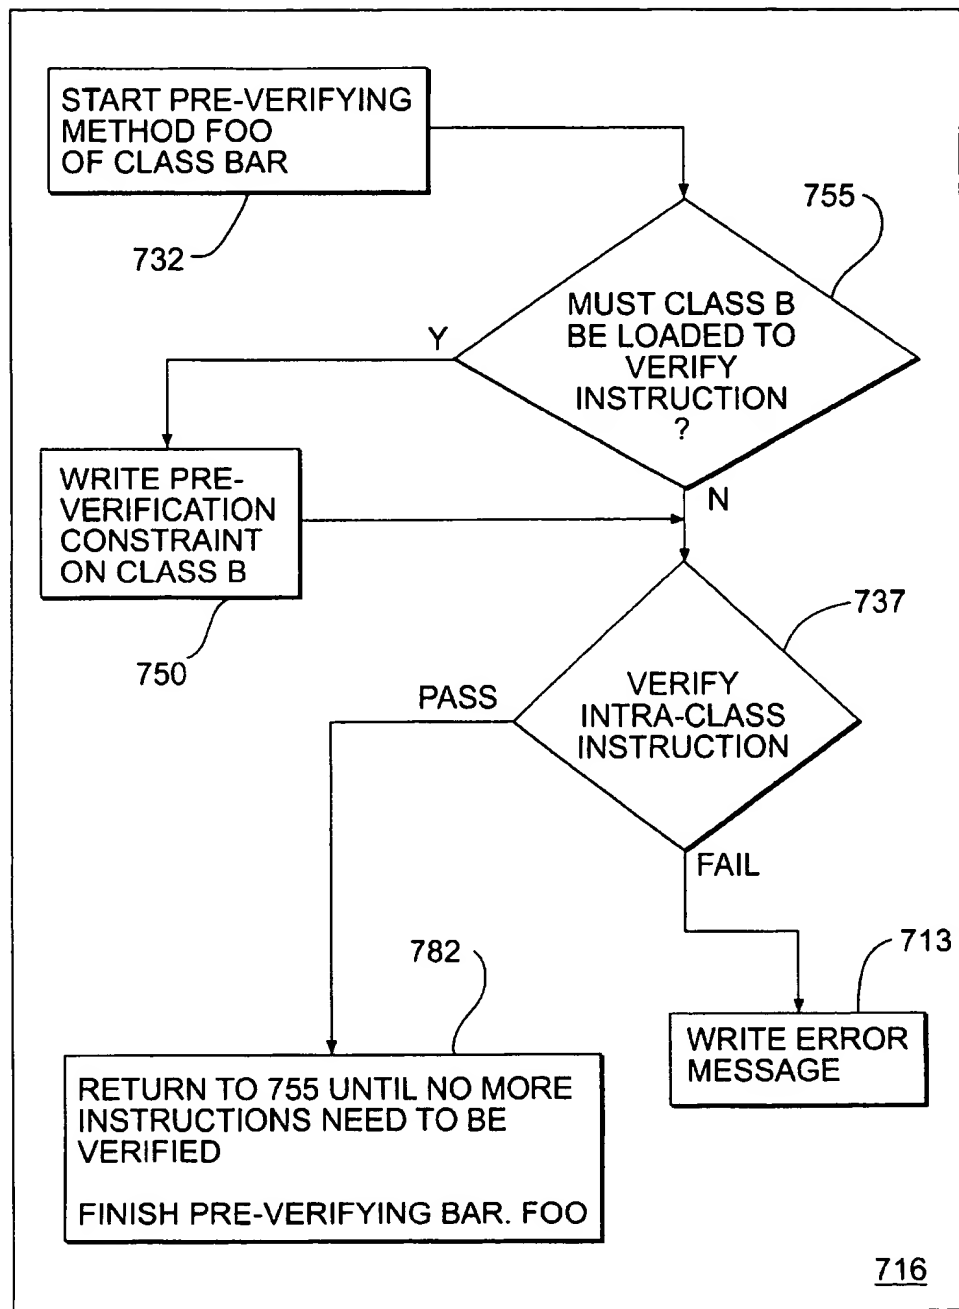 START PRE-VERIFYING
METHOD FOO
OF CLASS BAR
732
755
MUST CLASS B
BE LOADED TO
VERIFY
INSTRUCTION
?
Y
N
WRITE PRE-
VERIFICATION
CONSTRAINT
ON CLASS B
750
737
VERIFY
INTRA-CLASS
INSTRUCTION
PASS
FAIL
782
713
WRITE ERROR
MESSAGE
RETURN TO 755 UNTIL NO MORE
INSTRUCTIONS NEED TO BE
VERIFIED
FINISH PRE-VERIFYING BAR. FOO
716